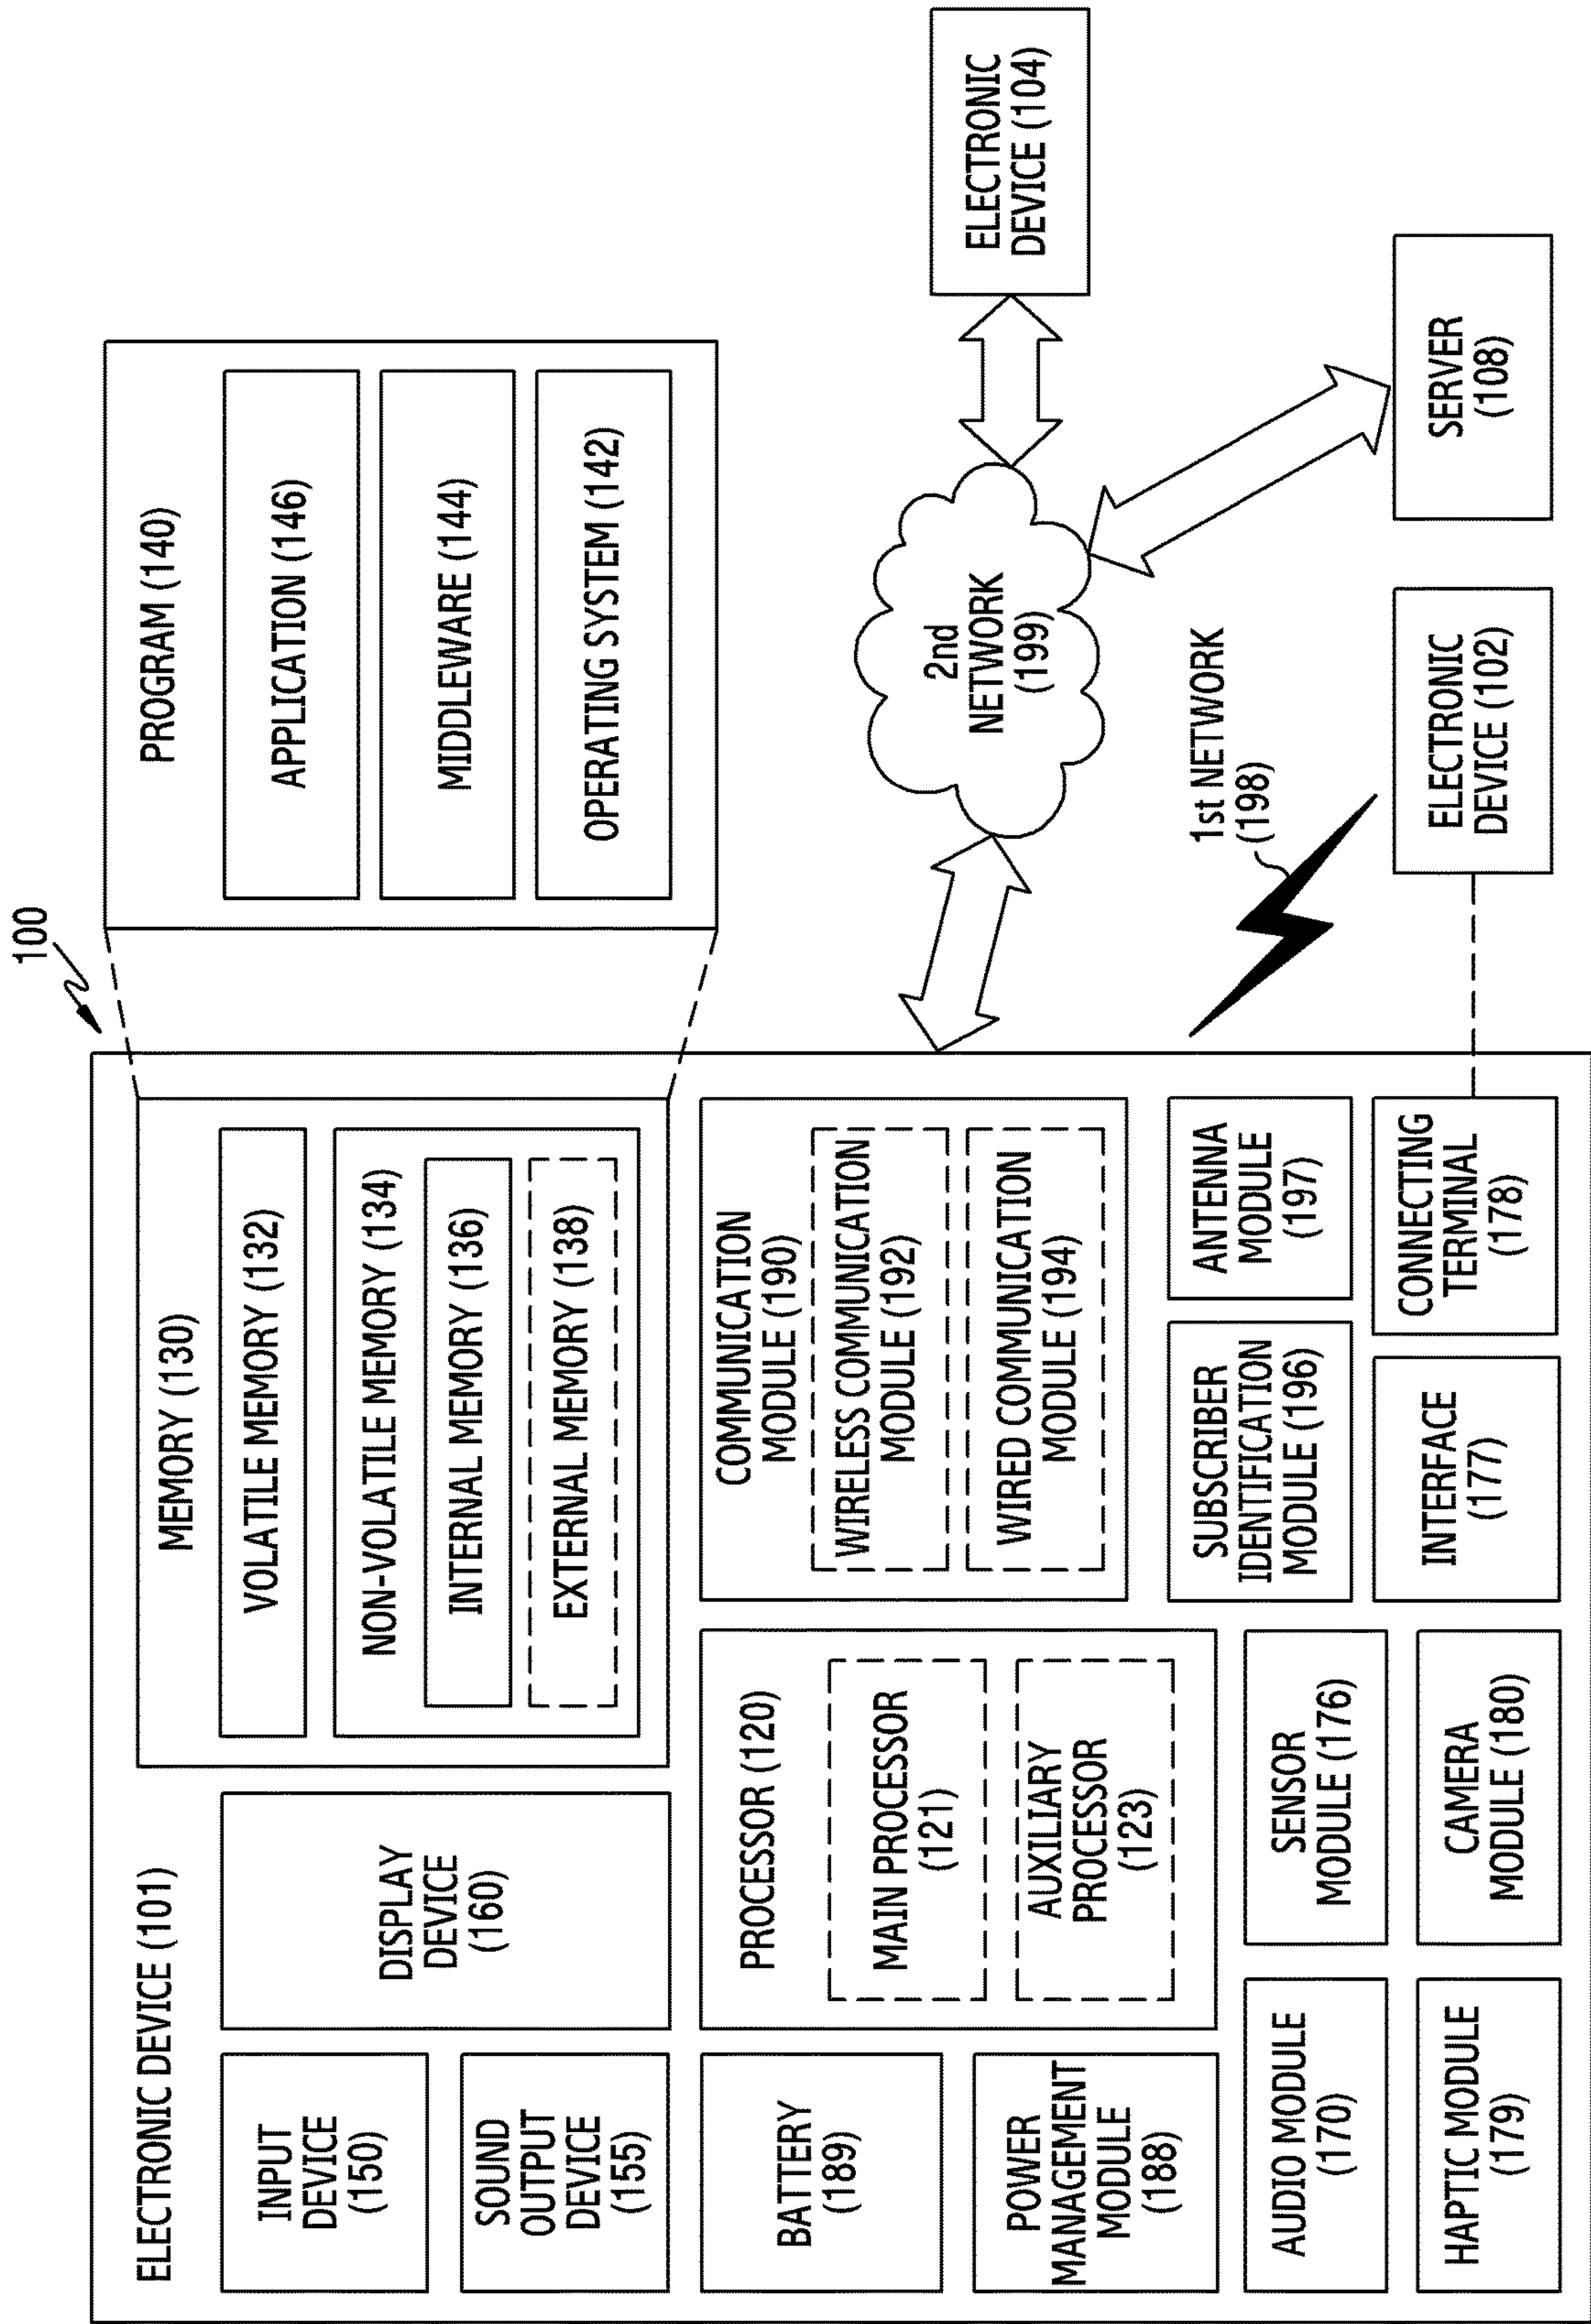 100
ELECTRONIC DEVICE (101)
INPUT
DEVICE
(150)
SOUND
OUTPUT
DEVICE
(155)
DISPLAY
DEVICE
(160)
MEMORY (130)
VOLATILE MEMORY (132)
NON-VOLATILE MEMORY (134)
INTERNAL MEMORY (136)
EXTERNAL MEMORY (138)
PROGRAM (140)
APPLICATION (146)
MIDDLEWARE (144)
OPERATING SYSTEM (142)
BATTERY
(189)
POWER
MANAGEMENT
MODULE
(188)
PROCESSOR (120)
MAIN PROCESSOR
(121)
AUXILIARY
PROCESSOR
(123)
COMMUNICATION
MODULE (190)
WIRELESS COMMUNICATION
MODULE (192)
WIRED COMMUNICATION
MODULE (194)
2nd
NETWORK
(199)
ELECTRONIC
DEVICE (104)
AUDIO MODULE
(170)
SENSOR
MODULE (176)
SUBSCRIBER
IDENTIFICATION
MODULE (196)
ANTENNA
MODULE
(197)
1st NETWORK
(198)
HAPTIC MODULE
(179)
CAMERA
MODULE (180)
INTERFACE
(177)
CONNECTING
TERMINAL
(178)
ELECTRONIC
DEVICE (102)
SERVER
(108)